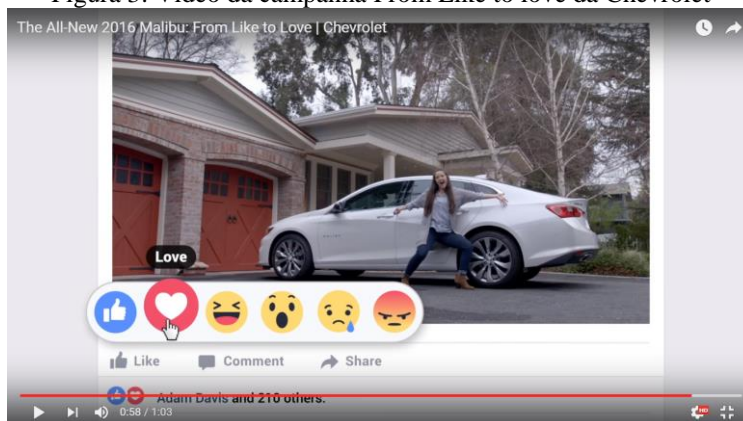 Figura 3: Vídeo da campanha From Like to love da Chevrolet
The All-New 2016 Malibu: From Like to Love | Chevrolet
Love
Like
Comment
Share
Adam Davis and 210 others.
0:58 / 1:03
HD